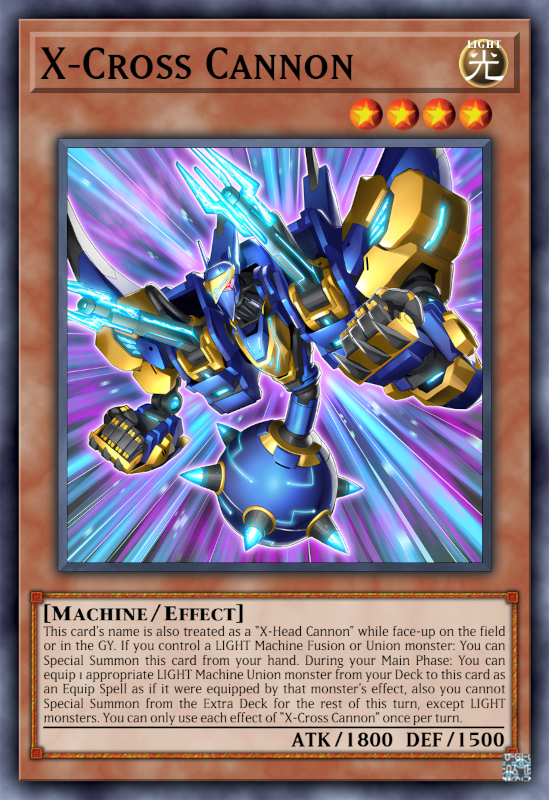 X-Cross Cannon
LIGHT
光
[Machine/Effect]
This card's name is also treated as a "X-Head Cannon" while face-up on the field
or in the GY. If you control a LIGHT Machine Fusion or Union monster: You can
Special Summon this card from your hand. During your Main Phase: You can
equip 1 appropriate LIGHT Machine Union monster from your Deck to this card as
an Equip Spell as if it were equipped by that monster's effect, also you cannot
Special Summon from the Extra Deck for the rest of this turn, except LIGHT
monsters. You can only use each effect of "X-Cross Cannon" once per turn.
ATK/1800 DEF/1500